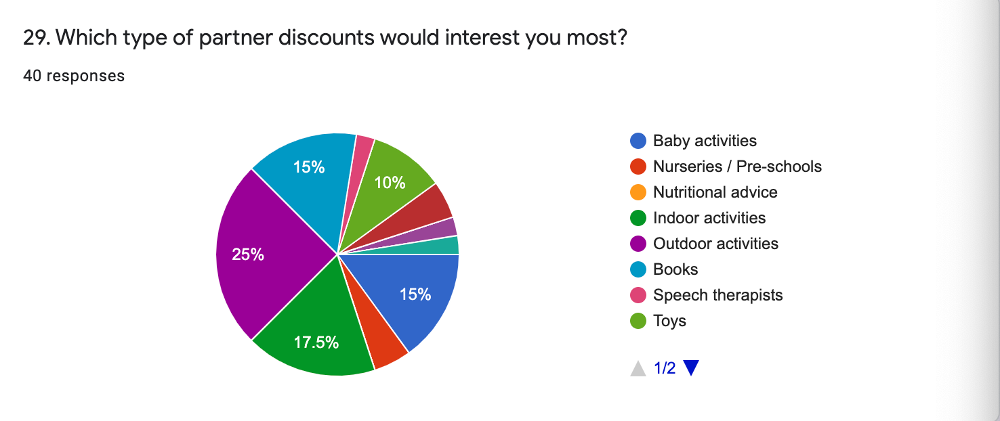 29. Which type of partner discounts would interest you most?
40 responses
15%
10%
25%
15%
17.5%
Baby activities
Nurseries / Pre-schools
Nutritional advice
Indoor activities
Outdoor activities
Books
Speech therapists
Toys
1/2